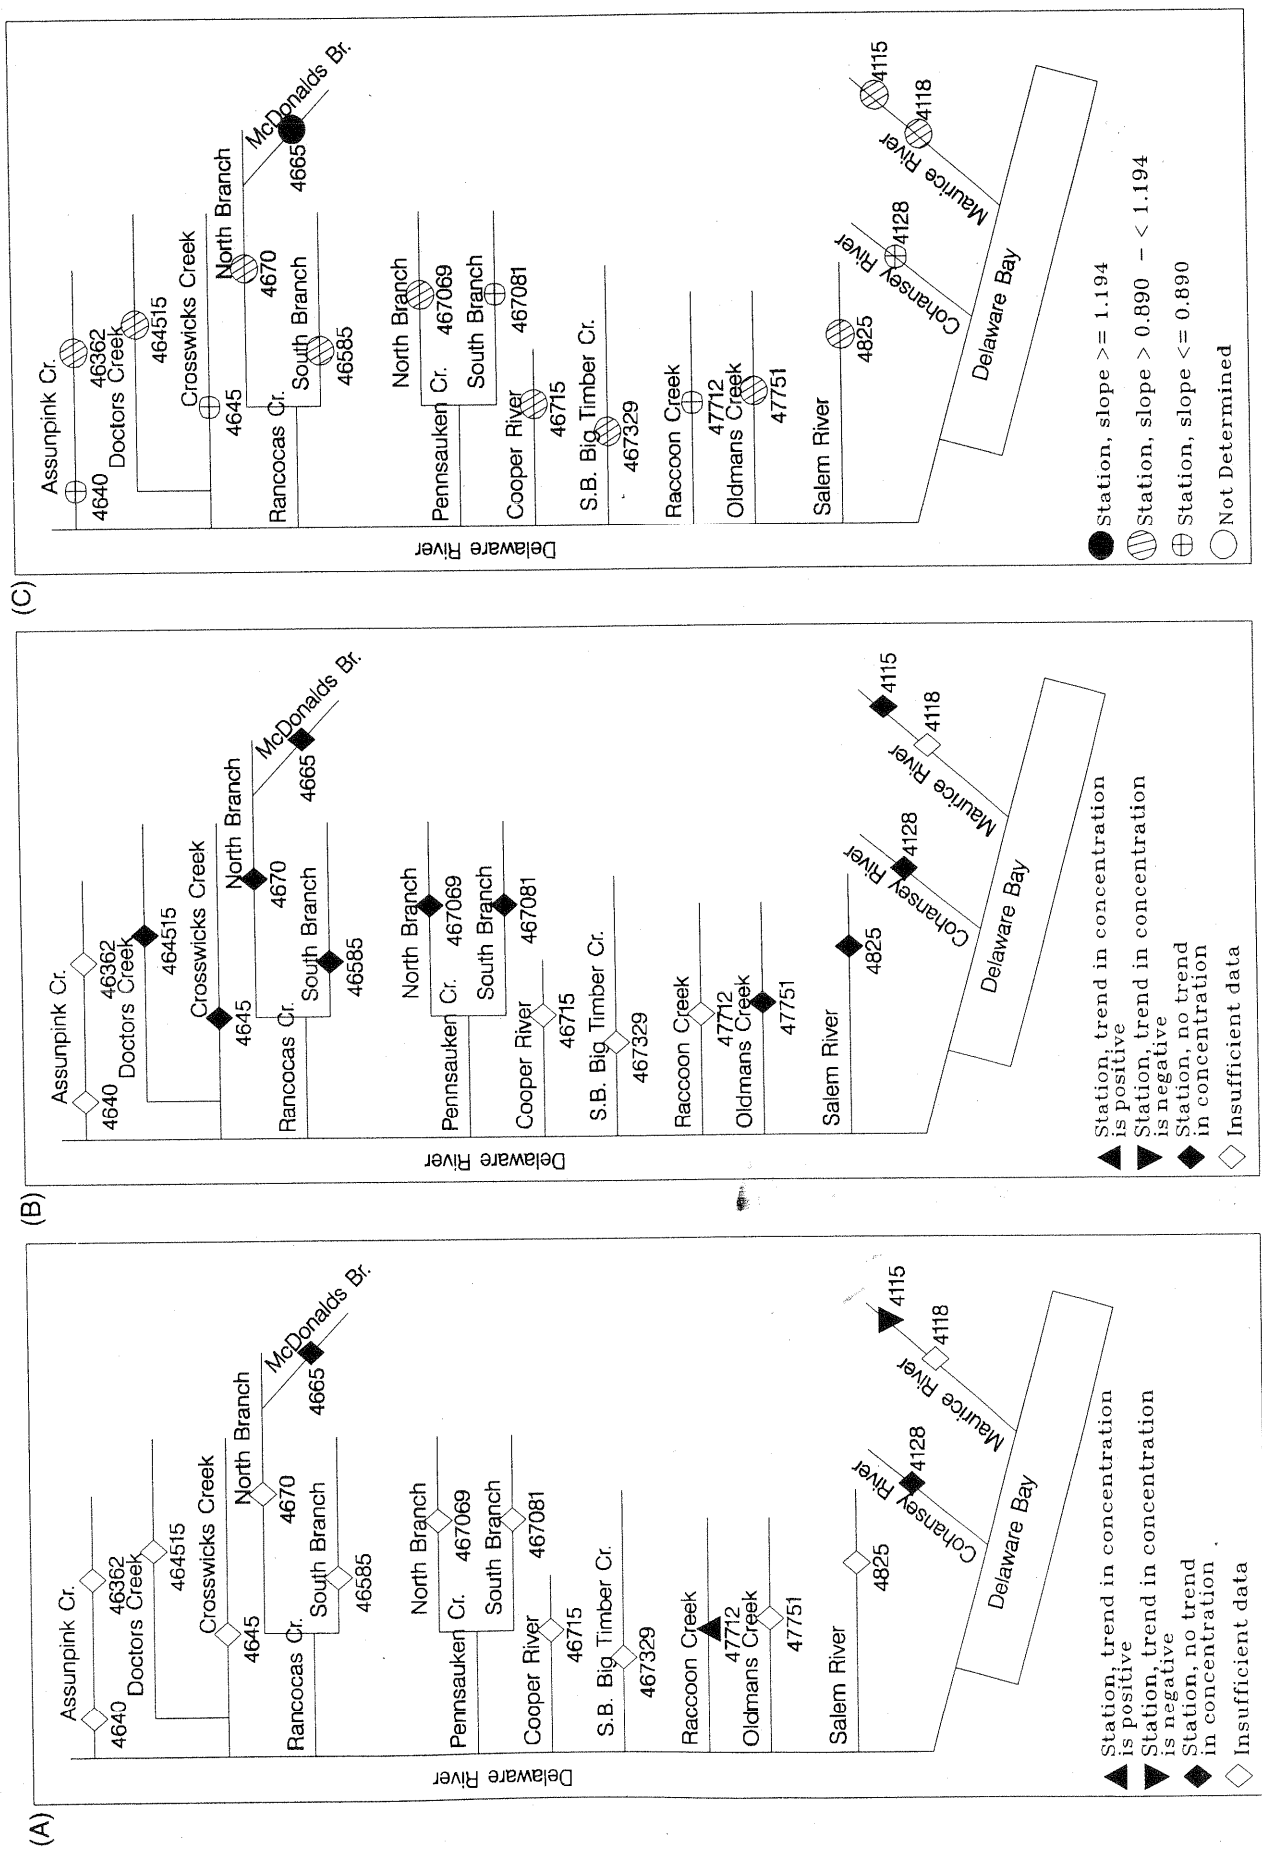 (A)
Assunpink Cr.
4640
46362
Doctors Creek
464515
Crosswicks Creek
4645
North Branch
McDonalds Br.
4665
4670
Rancocas Cr.
South Branch
46585
North Branch
467069
Pennsauken Cr.
South Branch
467081
Cooper River
46715
S.B. Big Timber Cr.
467329
Raccoon Creek
47712
Oldmans Creek
47751
Salem River
4825
Cohansey River
4128
Maurice River
4118
4115
Delaware River
Delaware Bay
Station, trend in concentration
is positive
Station, trend in concentration
is negative
Station, no trend
in concentration
Insufficient data
(B)
Assunpink Cr.
4640
46362
Doctors Creek
464515
Crosswicks Creek
4645
North Branch
McDonalds Br.
4665
4670
Rancocas Cr.
South Branch
46585
North Branch
467069
Pennsauken Cr.
South Branch
467081
Cooper River
46715
S.B. Big Timber Cr.
467329
Raccoon Creek
47712
Oldmans Creek
47751
Salem River
4825
Cohansey River
4128
Maurice River
4118
4115
Delaware River
Delaware Bay
Station, trend in concentration
is positive
Station, trend in concentration
is negative
Station, no trend
in concentration
Insufficient data
(C)
Assunpink Cr.
4640
46362
Doctors Creek
464515
Crosswicks Creek
4645
North Branch
McDonalds Br.
4665
4670
Rancocas Cr.
South Branch
46585
North Branch
467069
Pennsauken Cr.
South Branch
467081
Cooper River
46715
S.B. Big Timber Cr.
467329
Raccoon Creek
47712
Oldmans Creek
47751
Salem River
4825
Cohansey River
4128
Maurice River
4118
4115
Delaware River
Delaware Bay
Station, slope >= 1.194
Station, slope > 0.890 - < 1.194
Station, slope <= 0.890
Not Determined